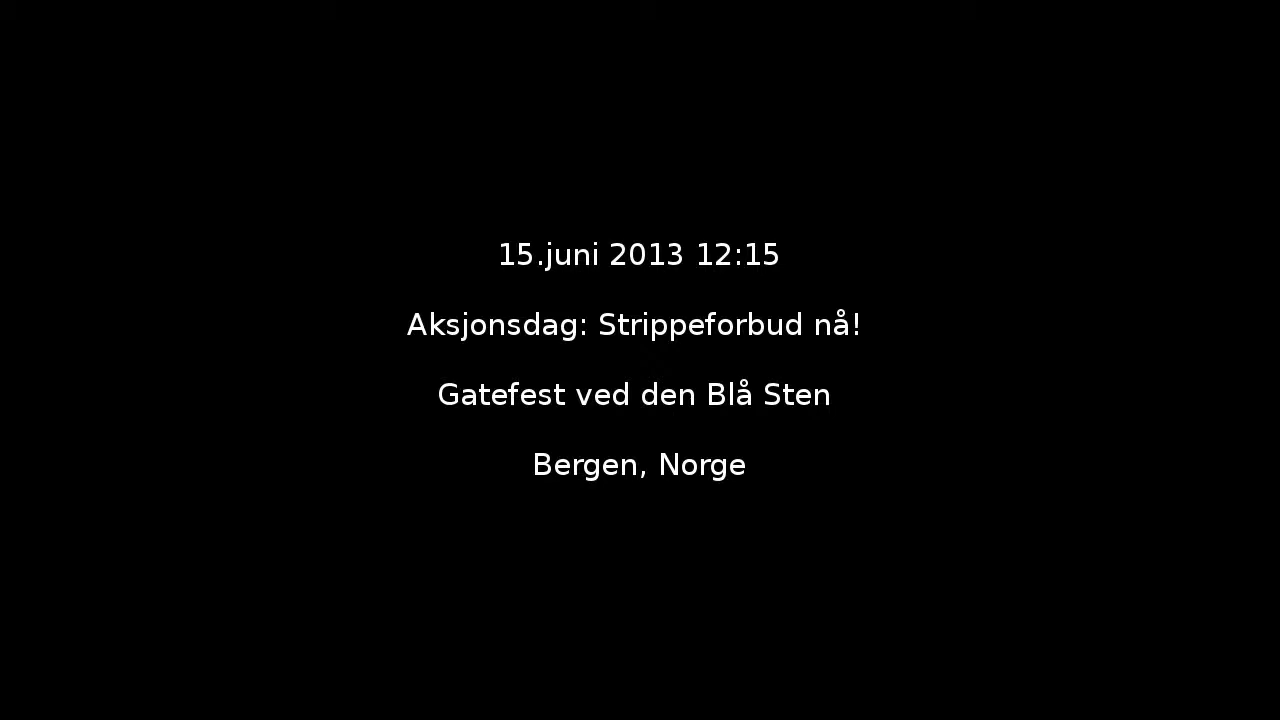 15.juni 2013 12:15
Aksjonsdag: Strippeforbud nå!
Gatefest ved den Blå Sten
Bergen, Norge